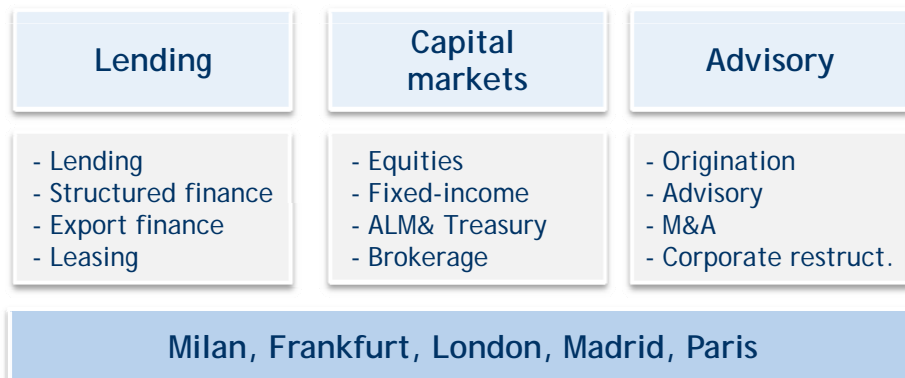 Lending
Capital
markets
Advisory
- Lending
- Structured finance
- Export finance
- Leasing
- Equities
- Fixed-income
- ALM& Treasury
- Brokerage
- Origination
- Advisory
- M&A
- Corporate restruct.
Milan, Frankfurt, London, Madrid, Paris